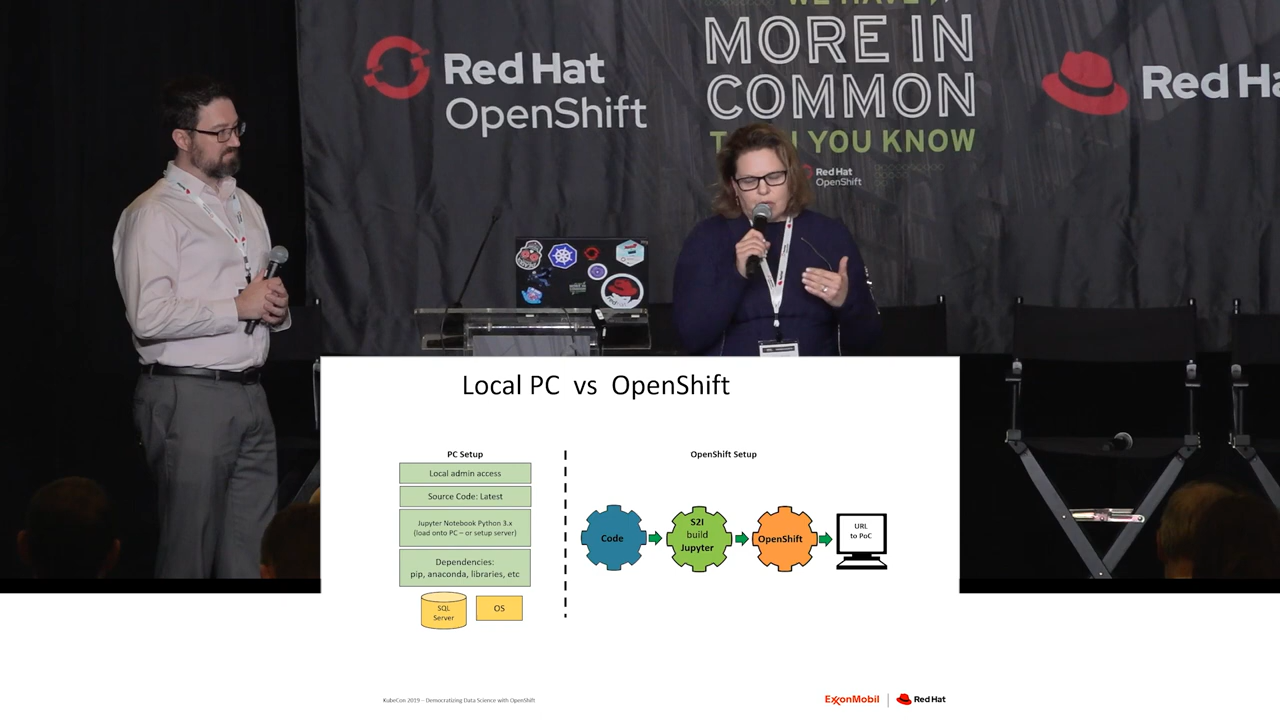 WE HAVE
MORE IN
COMMON
YOU KNOW
Red Hat
OpenShift
Red Hat
OpenShift
Red
Local PC vs OpenShift
PC Setup
Local admin access
Source Code: Latest
Jupyter Notebook Python 3.x
(load onto PC – or setup server)
Dependencies:
pip, anaconda, libraries, etc
SQL
Server
OS
OpenShift Setup
Code
S2I
build
Jupyter
OpenShift
URL
to PoC
KubeCon 2019 – Democratizing Data Science with OpenShift
ExxonMobil
Red Hat